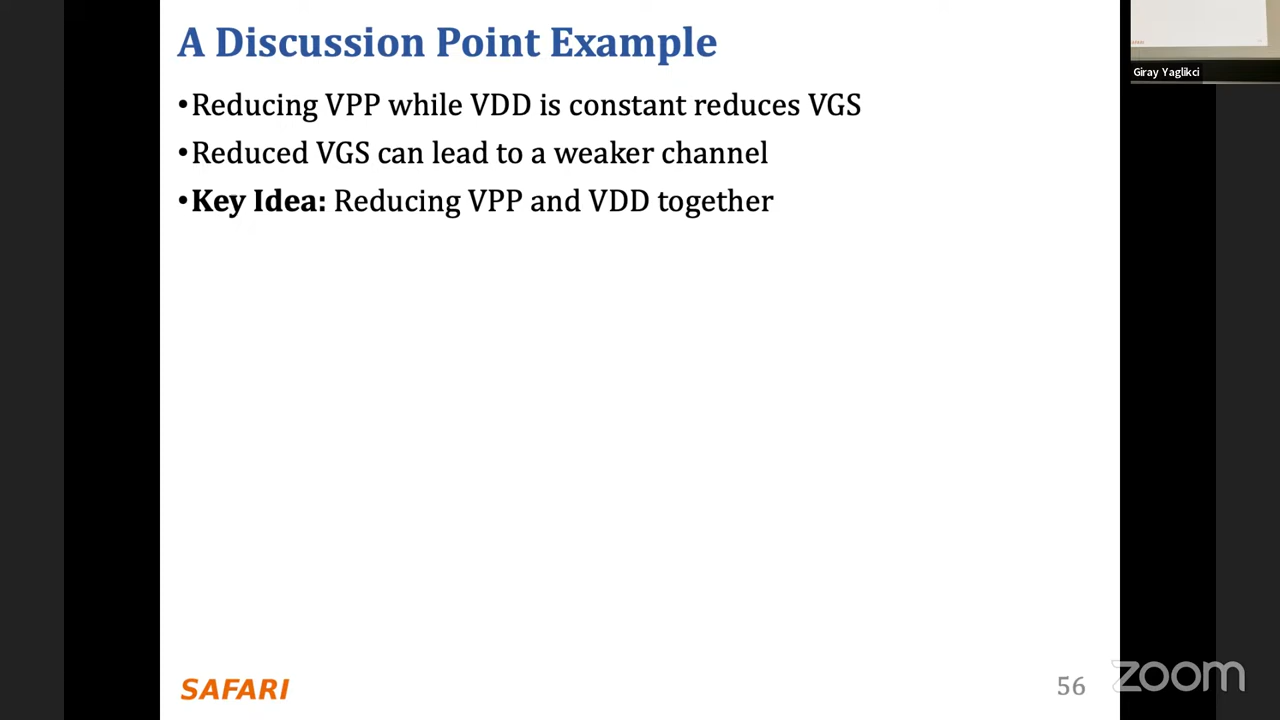 A Discussion Point Example
•Reducing VPP while VDD is constant reduces VGS
•Reduced VGS can lead to a weaker channel
•Key Idea: Reducing VPP and VDD together
SAFARI
56
Giray Yaglikci
zoom